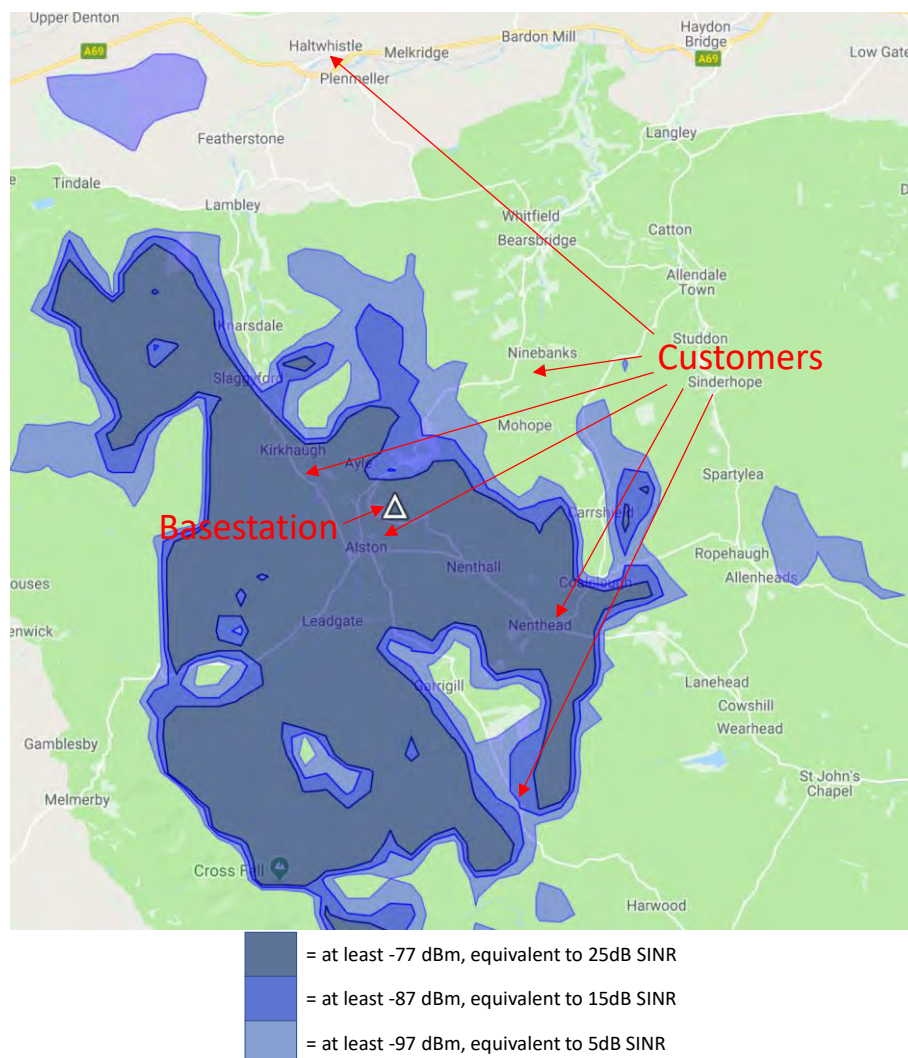 Upper Denton
Haydon
Bridge
Bardon Mill
Haltwhistle
Melkridge
A69
A69
Low Gate
Plenmeller
Langley
Featherstone
Tindale
Lambley
Whitfield
Bearsbridge
Catton
Allendale
Town
Knarsdale
Studdon
Ninebanks
Customers
Slaggyford
Sinderhope
Mohope
Kirkhaugh
Ayle
Spartylea
Basestation
Carrshield
Alston
Ropehaugh
Nenthall
Allenheads
Coalcleugh
ouses
Leadgate
Nenthead
enwick
Garrigill
Lanehead
Cowshill
Wearhead
Gamblesby
St John's
Chapel
Melmerby
Cross Fell
Harwood
= at least -77 dBm, equivalent to 25dB SINR
= at least -87 dBm, equivalent to 15dB SINR
= at least -97 dBm, equivalent to 5dB SINR